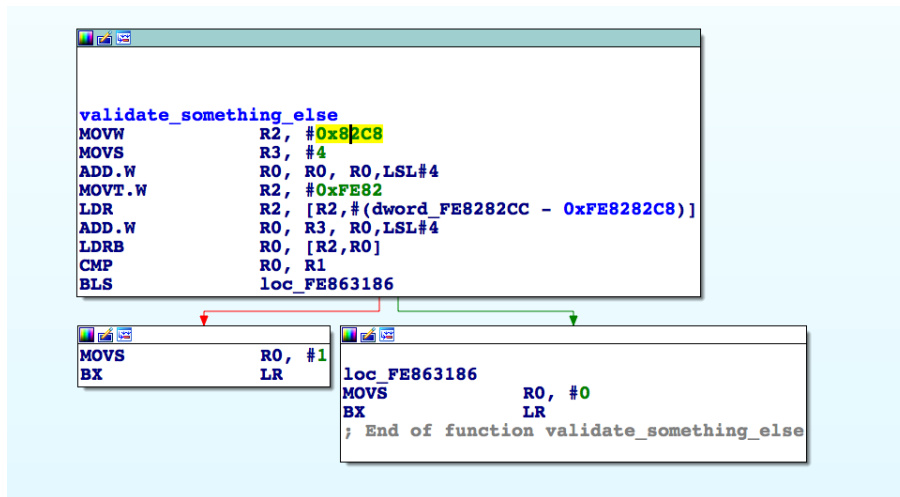 validate_something_else
MOVW R2, #0x82C8
MOVS R3, #4
ADD.W R0, R0, R0,LSL#4
MOVT.W R2, #0xFE82
LDR R2, [R2,#(dword_FE8282CC - 0xFE8282C8)]
ADD.W R0, R3, R0,LSL#4
LDRB R0, [R2,R0]
CMP R0, R1
BLS loc_FE863186
MOVS R0, #1
BX LR
loc_FE863186
MOVS R0, #0
BX LR
; End of function validate_something_else